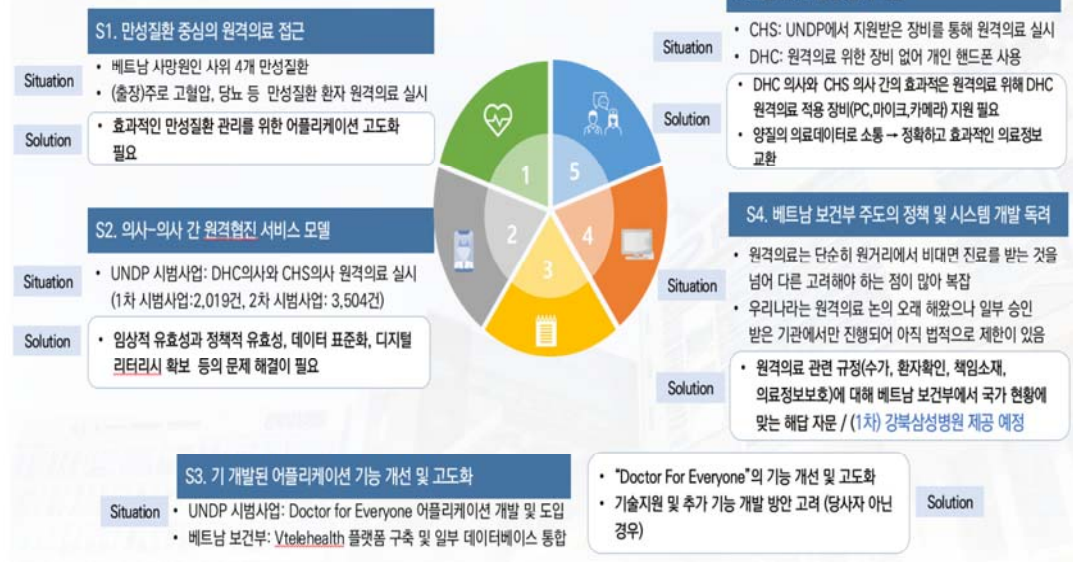 S1. 만성질환 중심의 원격의료 접근
Situation
• 베트남 사망원인 사위 4개 만성질환
• (출장)주로 고혈압, 당뇨 등 만성질환 환자 원격의료 실시
Solution
• 효과적인 만성질환 관리를 위한 어플리케이션 고도화
필요
S2. 의사-의사 간 원격협진 서비스 모델
Situation
• UNDP 시범사업: DHC의사와 CHS의사 원격의료 실시
(1차 시범사업:2,019건, 2차 시범사업: 3,504건)
Solution
• 임상적 유효성과 정책적 유효성, 데이터 표준화, 디지털
리터리시 확보 등의 문제 해결이 필요
1
2
3
4
5
Situation
• CHS: UNDP에서 지원받은 장비를 통해 원격의료 실시
• DHC: 원격의료 위한 장비 없어 개인 핸드폰 사용
Solution
• DHC 의사와 CHS 의사 간의 효과적은 원격의료 위해 DHC
원격의료 적용 장비(PC,마이크,카메라) 지원 필요
• 양질의 의료데이터로 소통 → 정확하고 효과적인 의료정보
교환
S4. 베트남 보건부 주도의 정책 및 시스템 개발 독려
Situation
• 원격의료는 단순히 원거리에서 비대면 진료를 받는 것을
넘어 다른 고려해야 하는 점이 많아 복잡
• 우리나라는 원격의료 논의 오래 해왔으나 일부 승인
받은 기관에서만 진행되어 아직 법적으로 제한이 있음
Solution
• 원격의료 관련 규정(수가, 환자확인, 책임소재,
의료정보보호)에 대해 베트남 보건부에서 국가 현황에
맞는 해답 자문 / (1차) 강북삼성병원 제공 예정
S3. 기 개발된 어플리케이션 기능 개선 및 고도화
Situation
• UNDP 시범사업: Doctor for Everyone 어플리케이션 개발 및 도입
• 베트남 보건부: Vtelehealth 플랫폼 구축 및 일부 데이터베이스 통합
• “Doctor For Everyone”의 기능 개선 및 고도화
• 기술지원 및 추가 기능 개발 방안 고려 (당사자 아닌
경우)
Solution